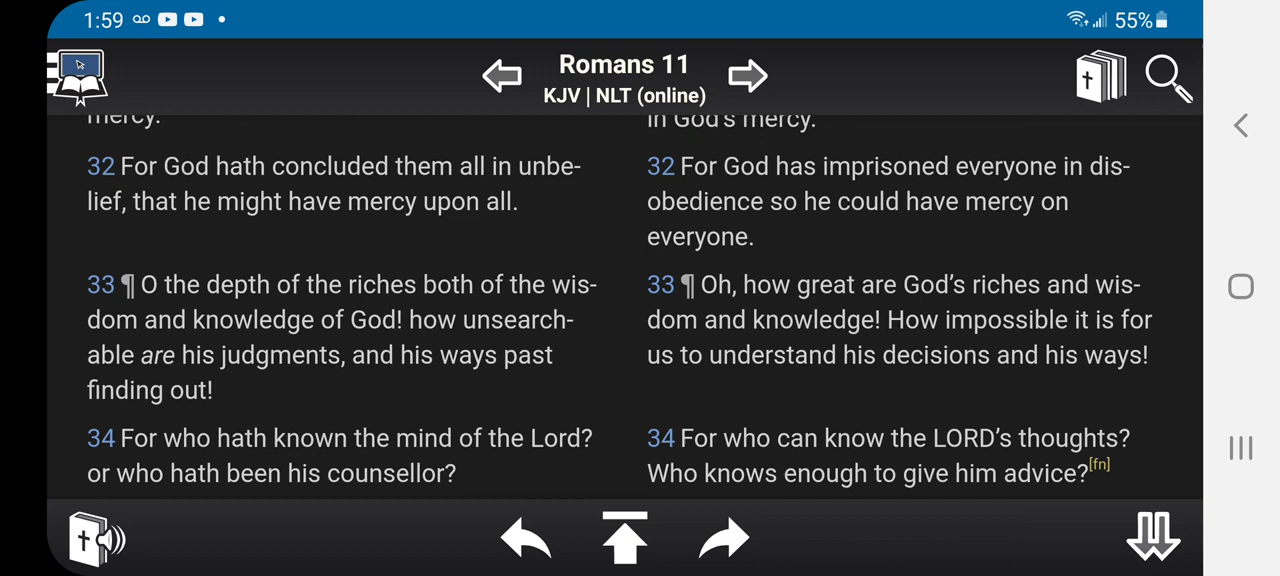 1:59
55%
Romans 11
KJV | NLT (online)
mercy.
32 For God hath concluded them all in unbe-
lief, that he might have mercy upon all.
33 ¶ O the depth of the riches both of the wis-
dom and knowledge of God! how unsearch-
able are his judgments, and his ways past
finding out!
34 For who hath known the mind of the Lord?
or who hath been his counsellor?
in God's mercy.
32 For God has imprisoned everyone in dis-
obedience so he could have mercy on
everyone.
33 ¶ Oh, how great are God’s riches and wis-
dom and knowledge! How impossible it is for
us to understand his decisions and his ways!
34 For who can know the LORD’s thoughts?
Who knows enough to give him advice?[fn]